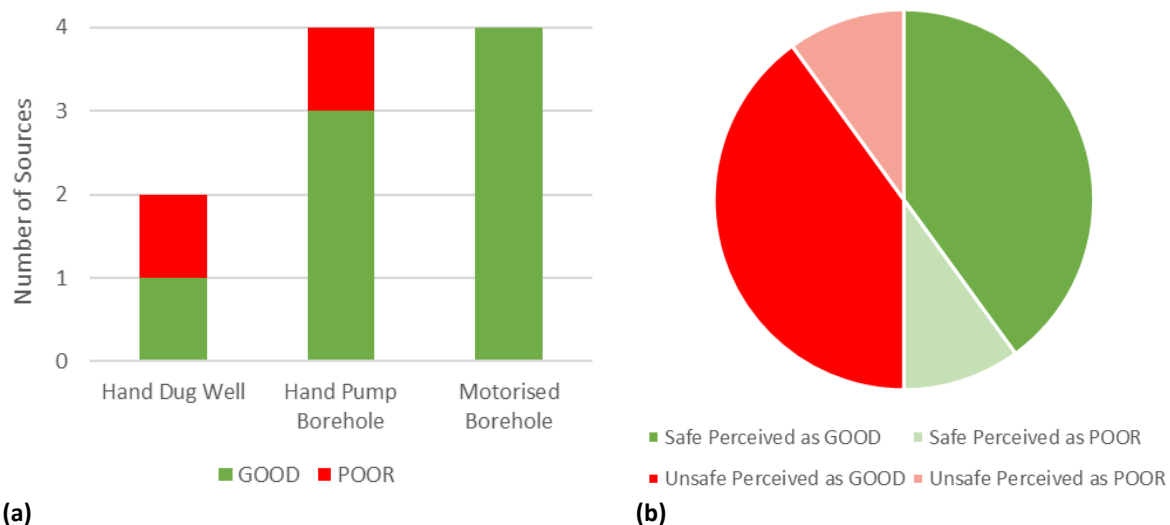 4
3
2
1
0
Number of Sources
Hand Dug Well
Hand Pump
Borehole
Motorised
Borehole
GOOD POOR
(a)
Safe Perceived as GOOD Safe Perceived as POOR
Unsafe Perceived as GOOD Unsafe Perceived as POOR
(b)